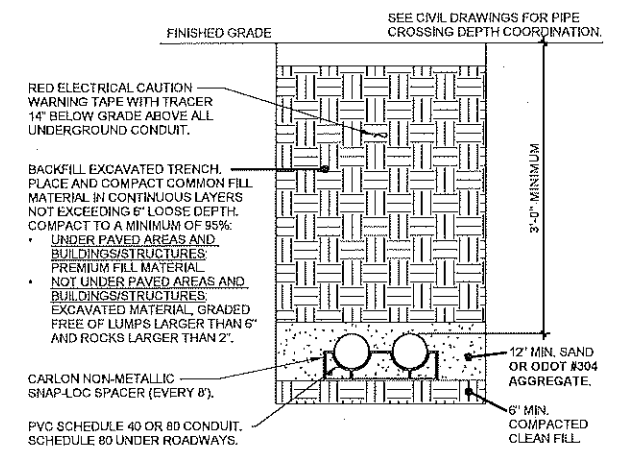 FINISHED GRADE
SEE CIVIL DRAWINGS FOR PIPE
CROSSING DEPTH COORDINATION.
RED ELECTRICAL CAUTION
WARNING TAPE WITH TRACER
14" BELOW GRADE ABOVE ALL
UNDERGROUND CONDUIT.
BACKFILL EXCAVATED TRENCH.
PLACE AND COMPACT COMMON FILL
MATERIAL IN CONTINUOUS LAYERS
NOT EXCEEDING 6" LOOSE DEPTH.
COMPACT TO A MINIMUM OF 95%:
• UNDER PAVED AREAS AND
BUILDINGS/STRUCTURES:
PREMIUM FILL MATERIAL
• NOT UNDER PAVED AREAS AND
BUILDINGS/STRUCTURES:
EXCAVATED MATERIAL, GRADED
FREE OF LUMPS LARGER THAN 6"
AND ROCKS LARGER THAN 2".
CARLON NON-METALLIC
SNAP-LOC SPACER (EVERY 8').
PVC SCHEDULE 40 OR 80 CONDUIT.
SCHEDULE 80 UNDER ROADWAYS.
3'-0" MINIMUM
12" MIN. SAND
OR ODOT #304
AGGREGATE.
6" MIN.
COMPACTED
CLEAN FILL.